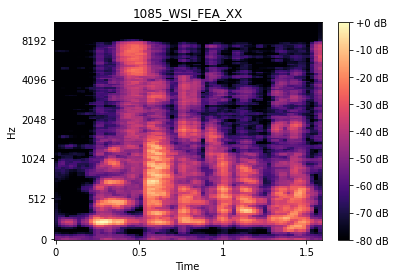 1085_WSI_FEA_XX
+0 dB
8192
-10 dB
4096
-20 dB
-30 dB
2048
Hz
-40 dB
1024
-50 dB
512
-60 dB
-70 dB
0
-80 dB
0
0.5
1
1.5
Time